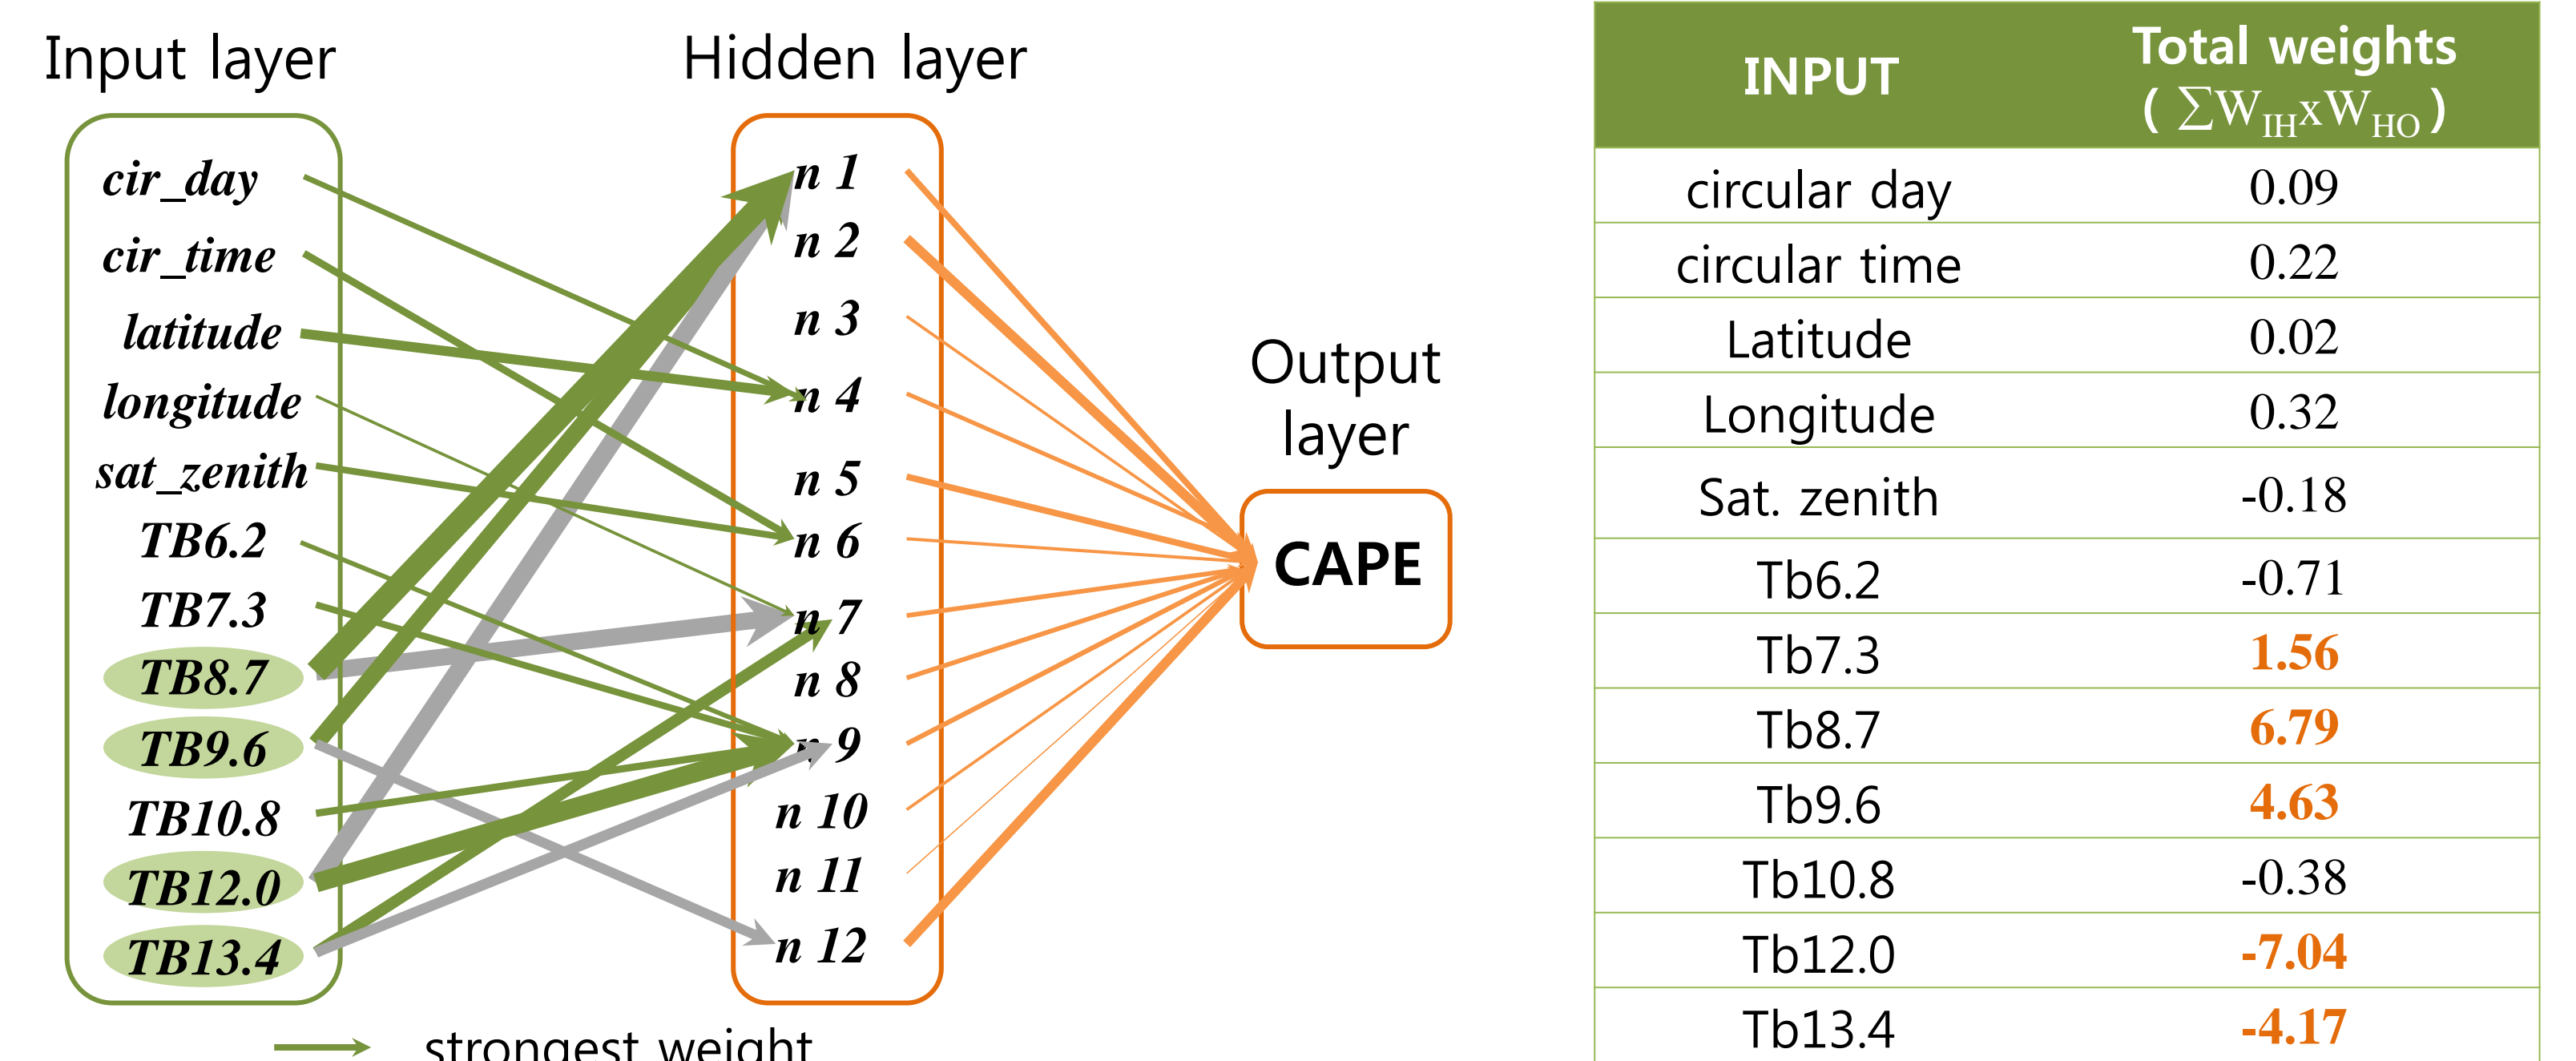 Input layer
Hidden layer
cir_day
cir_time
latitude
longitude
sat_zenith
TB6.2
TB7.3
TB8.7
TB9.6
TB10.8
TB12.0
TB13.4
n 1
n 2
n 3
n 4
n 5
n 6
n 7
n 8
n 9
n 10
n 11
n 12
Output
layer
CAPE
strongest weight
INPUT
Total weights
( ∑W_IHxW_HO )
circular day 0.09
circular time 0.22
Latitude 0.02
Longitude 0.32
Sat. zenith -0.18
Tb6.2 -0.71
Tb7.3 1.56
Tb8.7 6.79
Tb9.6 4.63
Tb10.8 -0.38
Tb12.0 -7.04
Tb13.4 -4.17